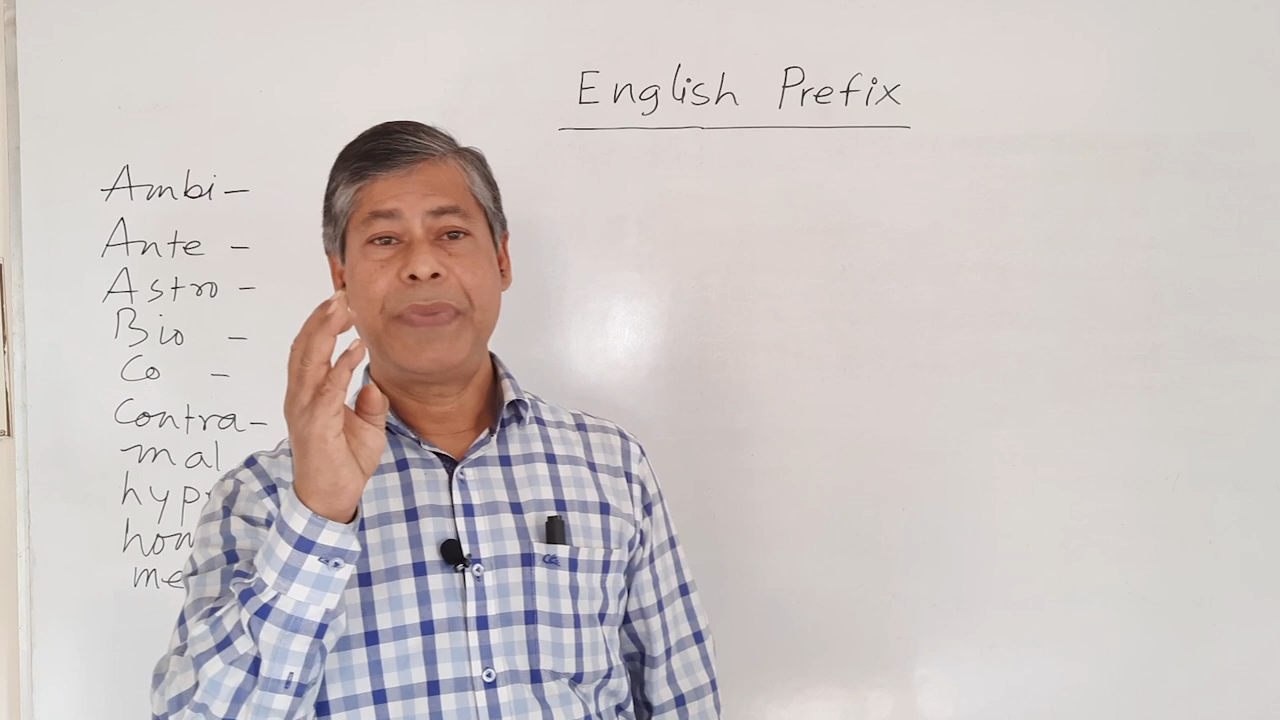 English Prefix
Ambi-
Ante -
Astro -
Bio -
Co -
Contra-
mal